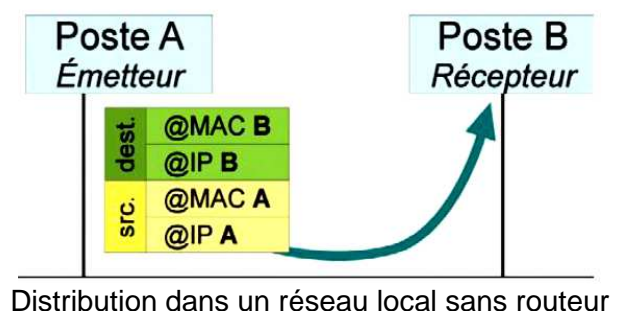 Poste A
Émetteur
Poste B
Récepteur
dest.
@MAC B
@IP B
src.
@MAC A
@IP A
Distribution dans un réseau local sans routeur